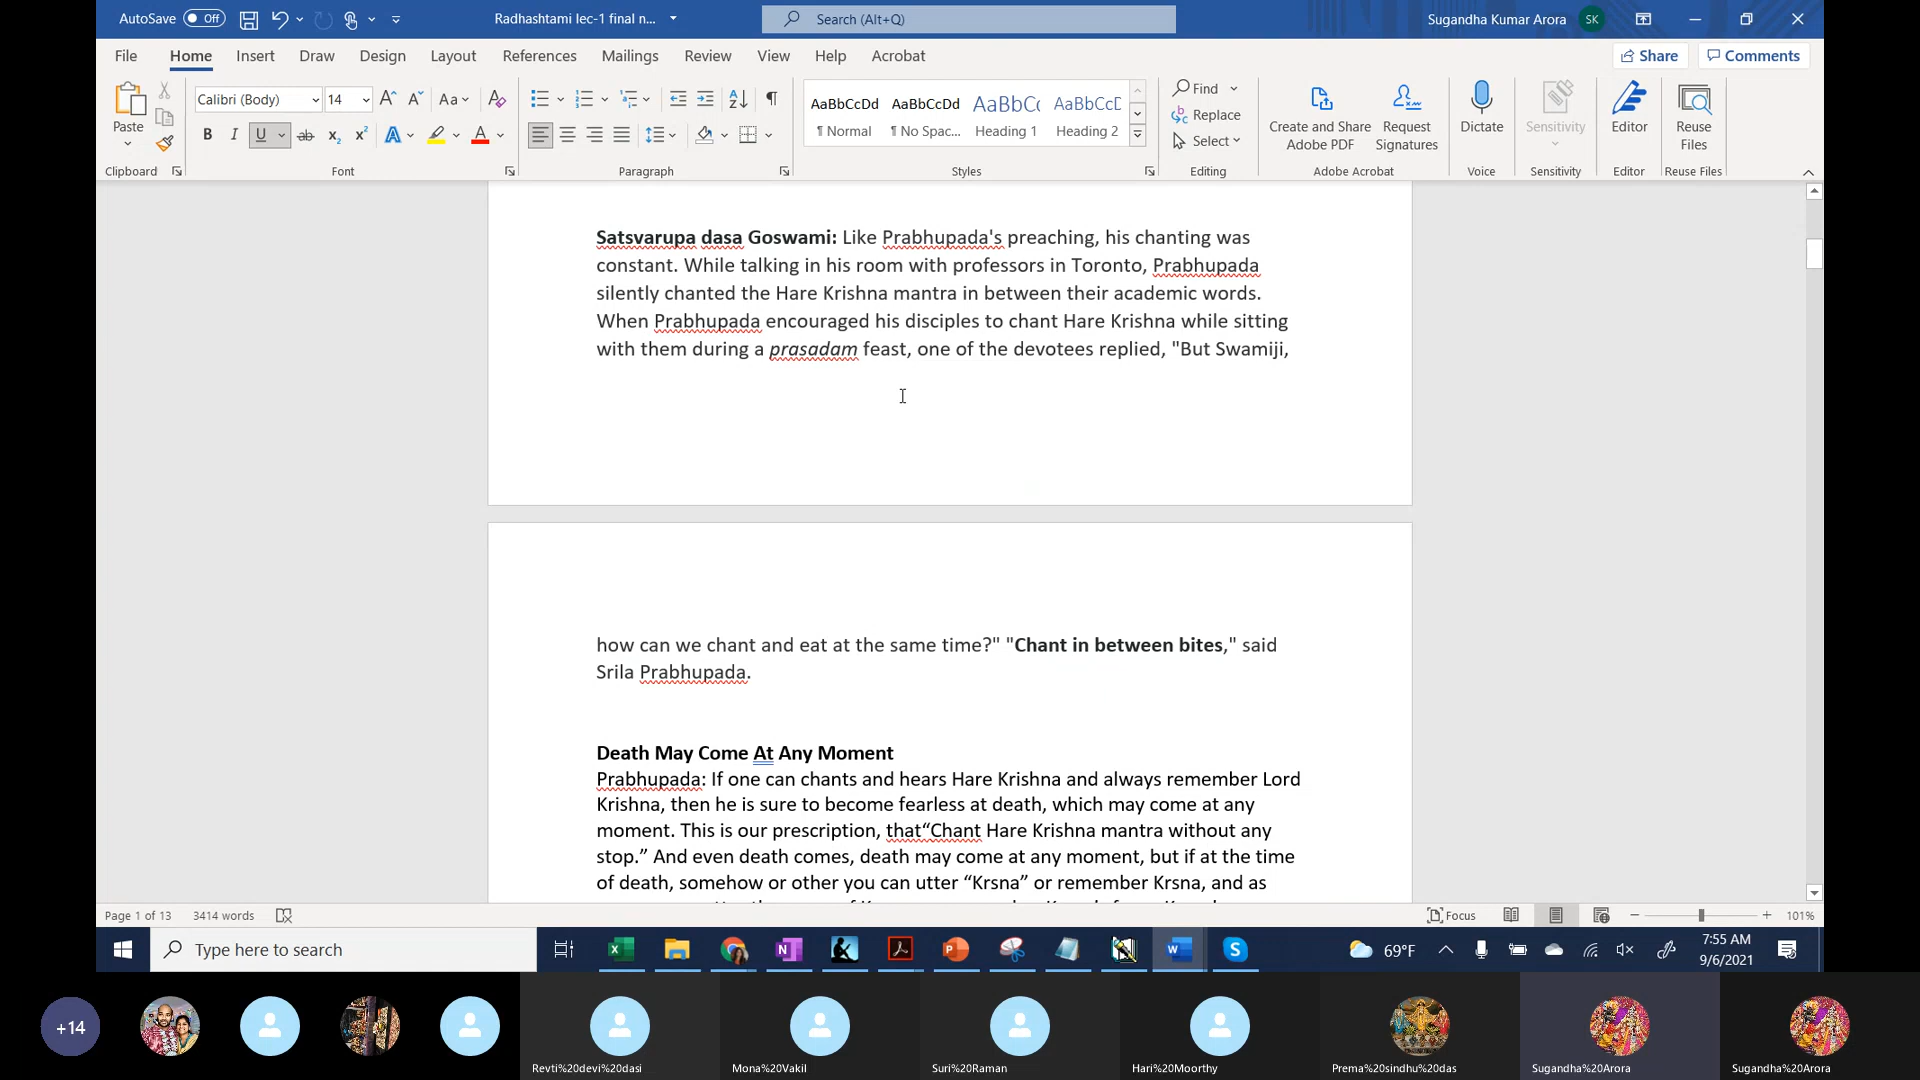 AutoSave Off
Radhashtami lec-1 final n...
Search (Alt+Q)
Sugandha Kumar Arora SK
File Home Insert Draw Design Layout References Mailings Review View Help Acrobat
Share Comments
Paste
Calibri (Body) 14
AaBbCcDd AaBbCcDd AaBbCc AaBbCcD
¶ Normal ¶ No Spac... Heading 1 Heading 2
Find
Replace
Select
Create and Share Adobe PDF
Request Signatures
Dictate
Sensitivity
Editor
Reuse Files
Clipboard Font Paragraph Styles Editing Adobe Acrobat Voice Sensitivity Editor Reuse Files
Satsvarupa dasa Goswami: Like Prabhupada's preaching, his chanting was
constant. While talking in his room with professors in Toronto, Prabhupada
silently chanted the Hare Krishna mantra in between their academic words.
When Prabhupada encouraged his disciples to chant Hare Krishna while sitting
with them during a prasadam feast, one of the devotees replied, "But Swamiji,
how can we chant and eat at the same time?" "Chant in between bites," said
Srila Prabhupada.
Death May Come At Any Moment
Prabhupada: If one can chants and hears Hare Krishna and always remember Lord
Krishna, then he is sure to become fearless at death, which may come at any
moment. This is our prescription, that“Chant Hare Krishna mantra without any
stop.” And even death comes, death may come at any moment, but if at the time
of death, somehow or other you can utter “Krsna” or remember Krsna, and as
Page 1 of 13 3414 words
Focus
101%
Type here to search
69°F
7:55 AM
9/6/2021
+14
Revti%20devi%20dasi
Mona%20Vakil
Suri%20Raman
Hari%20Moorthy
Prema%20sindhu%20das
Sugandha%20Arora
Sugandha%20Arora